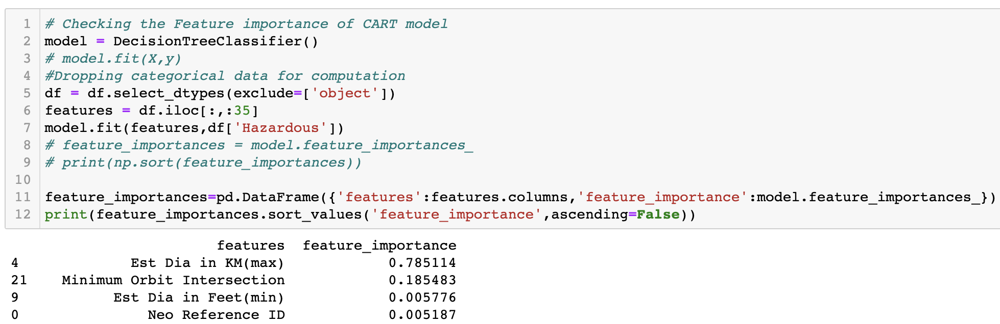 1 # Checking the Feature importance of CART model
2 model = DecisionTreeClassifier()
3 # model.fit(X,y)
4 #Dropping categorical data for computation
5 df = df.select_dtypes(exclude=['object'])
6 features = df.iloc[:,:35]
7 model.fit(features,df['Hazardous'])
8 # feature_importances = model.feature_importances_
9 # print(np.sort(feature_importances))
10
11 feature_importances=pd.DataFrame({'features':features.columns,'feature_importance':model.feature_importances_})
12 print(feature_importances.sort_values('feature_importance',ascending=False))
features feature_importance
4 Est Dia in KM(max) 0.785114
21 Minimum Orbit Intersection 0.185483
9 Est Dia in Feet(min) 0.005776
0 Neo Reference ID 0.005187